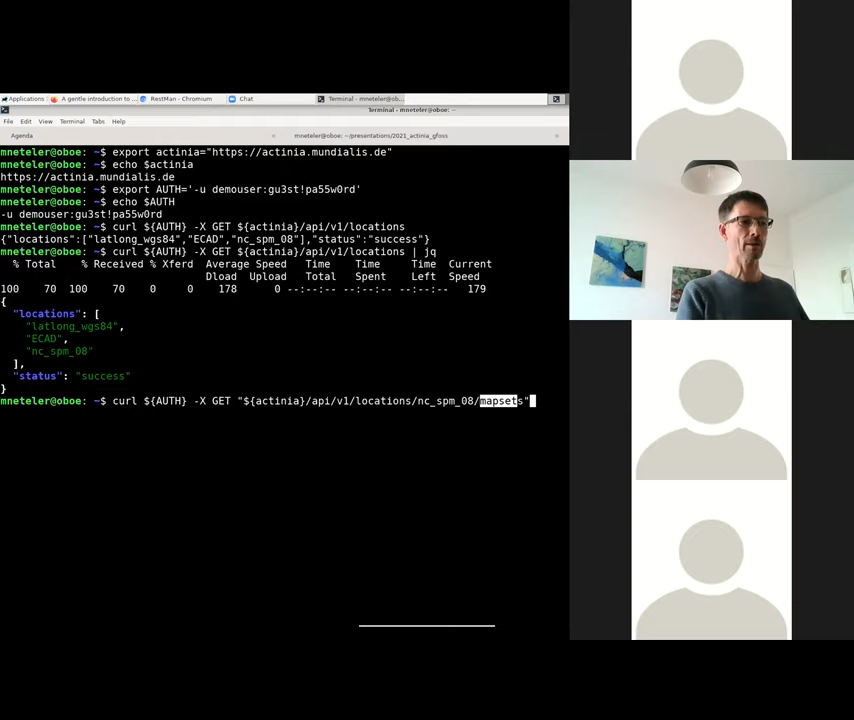 Applications
A gentle introduction to ...
RestMan - Chromium
Chat
Terminal - mneteler@ob...
Terminal - mneteler@oboe: ~
File Edit View Terminal Tabs Help
Agenda
mneteler@oboe: ~/presentations/2021_actinia_gfoss
mneteler@oboe: ~$ export actinia="https://actinia.mundialis.de"
mneteler@oboe: ~$ echo $actinia
https://actinia.mundialis.de
mneteler@oboe: ~$ export AUTH='-u demouser:gu3st!pa55w0rd'
mneteler@oboe: ~$ echo $AUTH
-u demouser:gu3st!pa55w0rd
mneteler@oboe: ~$ curl ${AUTH} -X GET ${actinia}/api/v1/locations
{"locations":["latlong_wgs84","ECAD","nc_spm_08"],"status":"success"}
mneteler@oboe: ~$ curl ${AUTH} -X GET ${actinia}/api/v1/locations | jq
% Total % Received % Xferd Average Speed Time Time Time Current
Dload Upload Total Spent Left Speed
100 70 100 70 0 0 178 0 --:--:-- --:--:-- --:--:-- 179
{
"locations": [
"latlong_wgs84",
"ECAD",
"nc_spm_08"
],
"status": "success"
}
mneteler@oboe: ~$ curl ${AUTH} -X GET "${actinia}/api/v1/locations/nc_spm_08/mapsets"